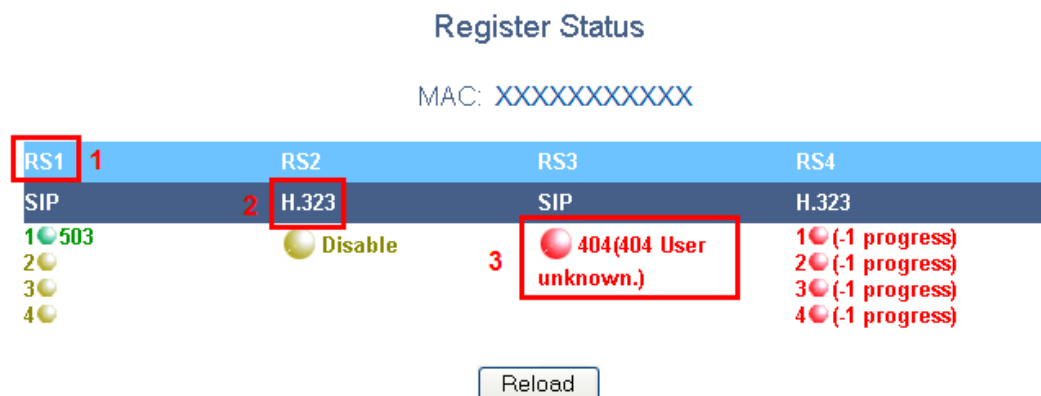 Register Status
MAC: XXXXXXXXXXX
RS1 1 RS2 RS3 RS4
SIP 2 H.323 SIP H.323
1 503 Disable 3 404(404 User unknown.) 1 (-1 progress)
2 2 (-1 progress)
3 3 (-1 progress)
4 4 (-1 progress)
Reload